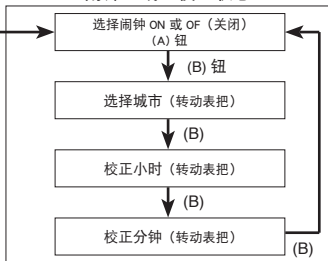 选择闹钟 ON 或 OF（关闭）
(A) 钮
(B) 钮
选择城市（转动表把）
(B)
校正小时（转动表把）
(B)
校正分钟（转动表把）
(B)